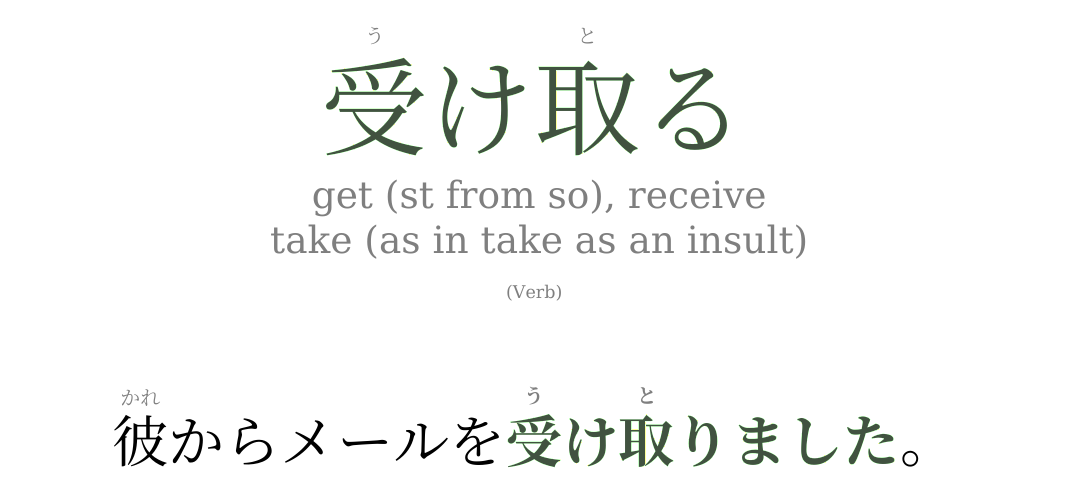 う と
受け取る
get (st from so), receive
take (as in take as an insult)
(Verb)
かれ う と
彼からメールを受け取りました。